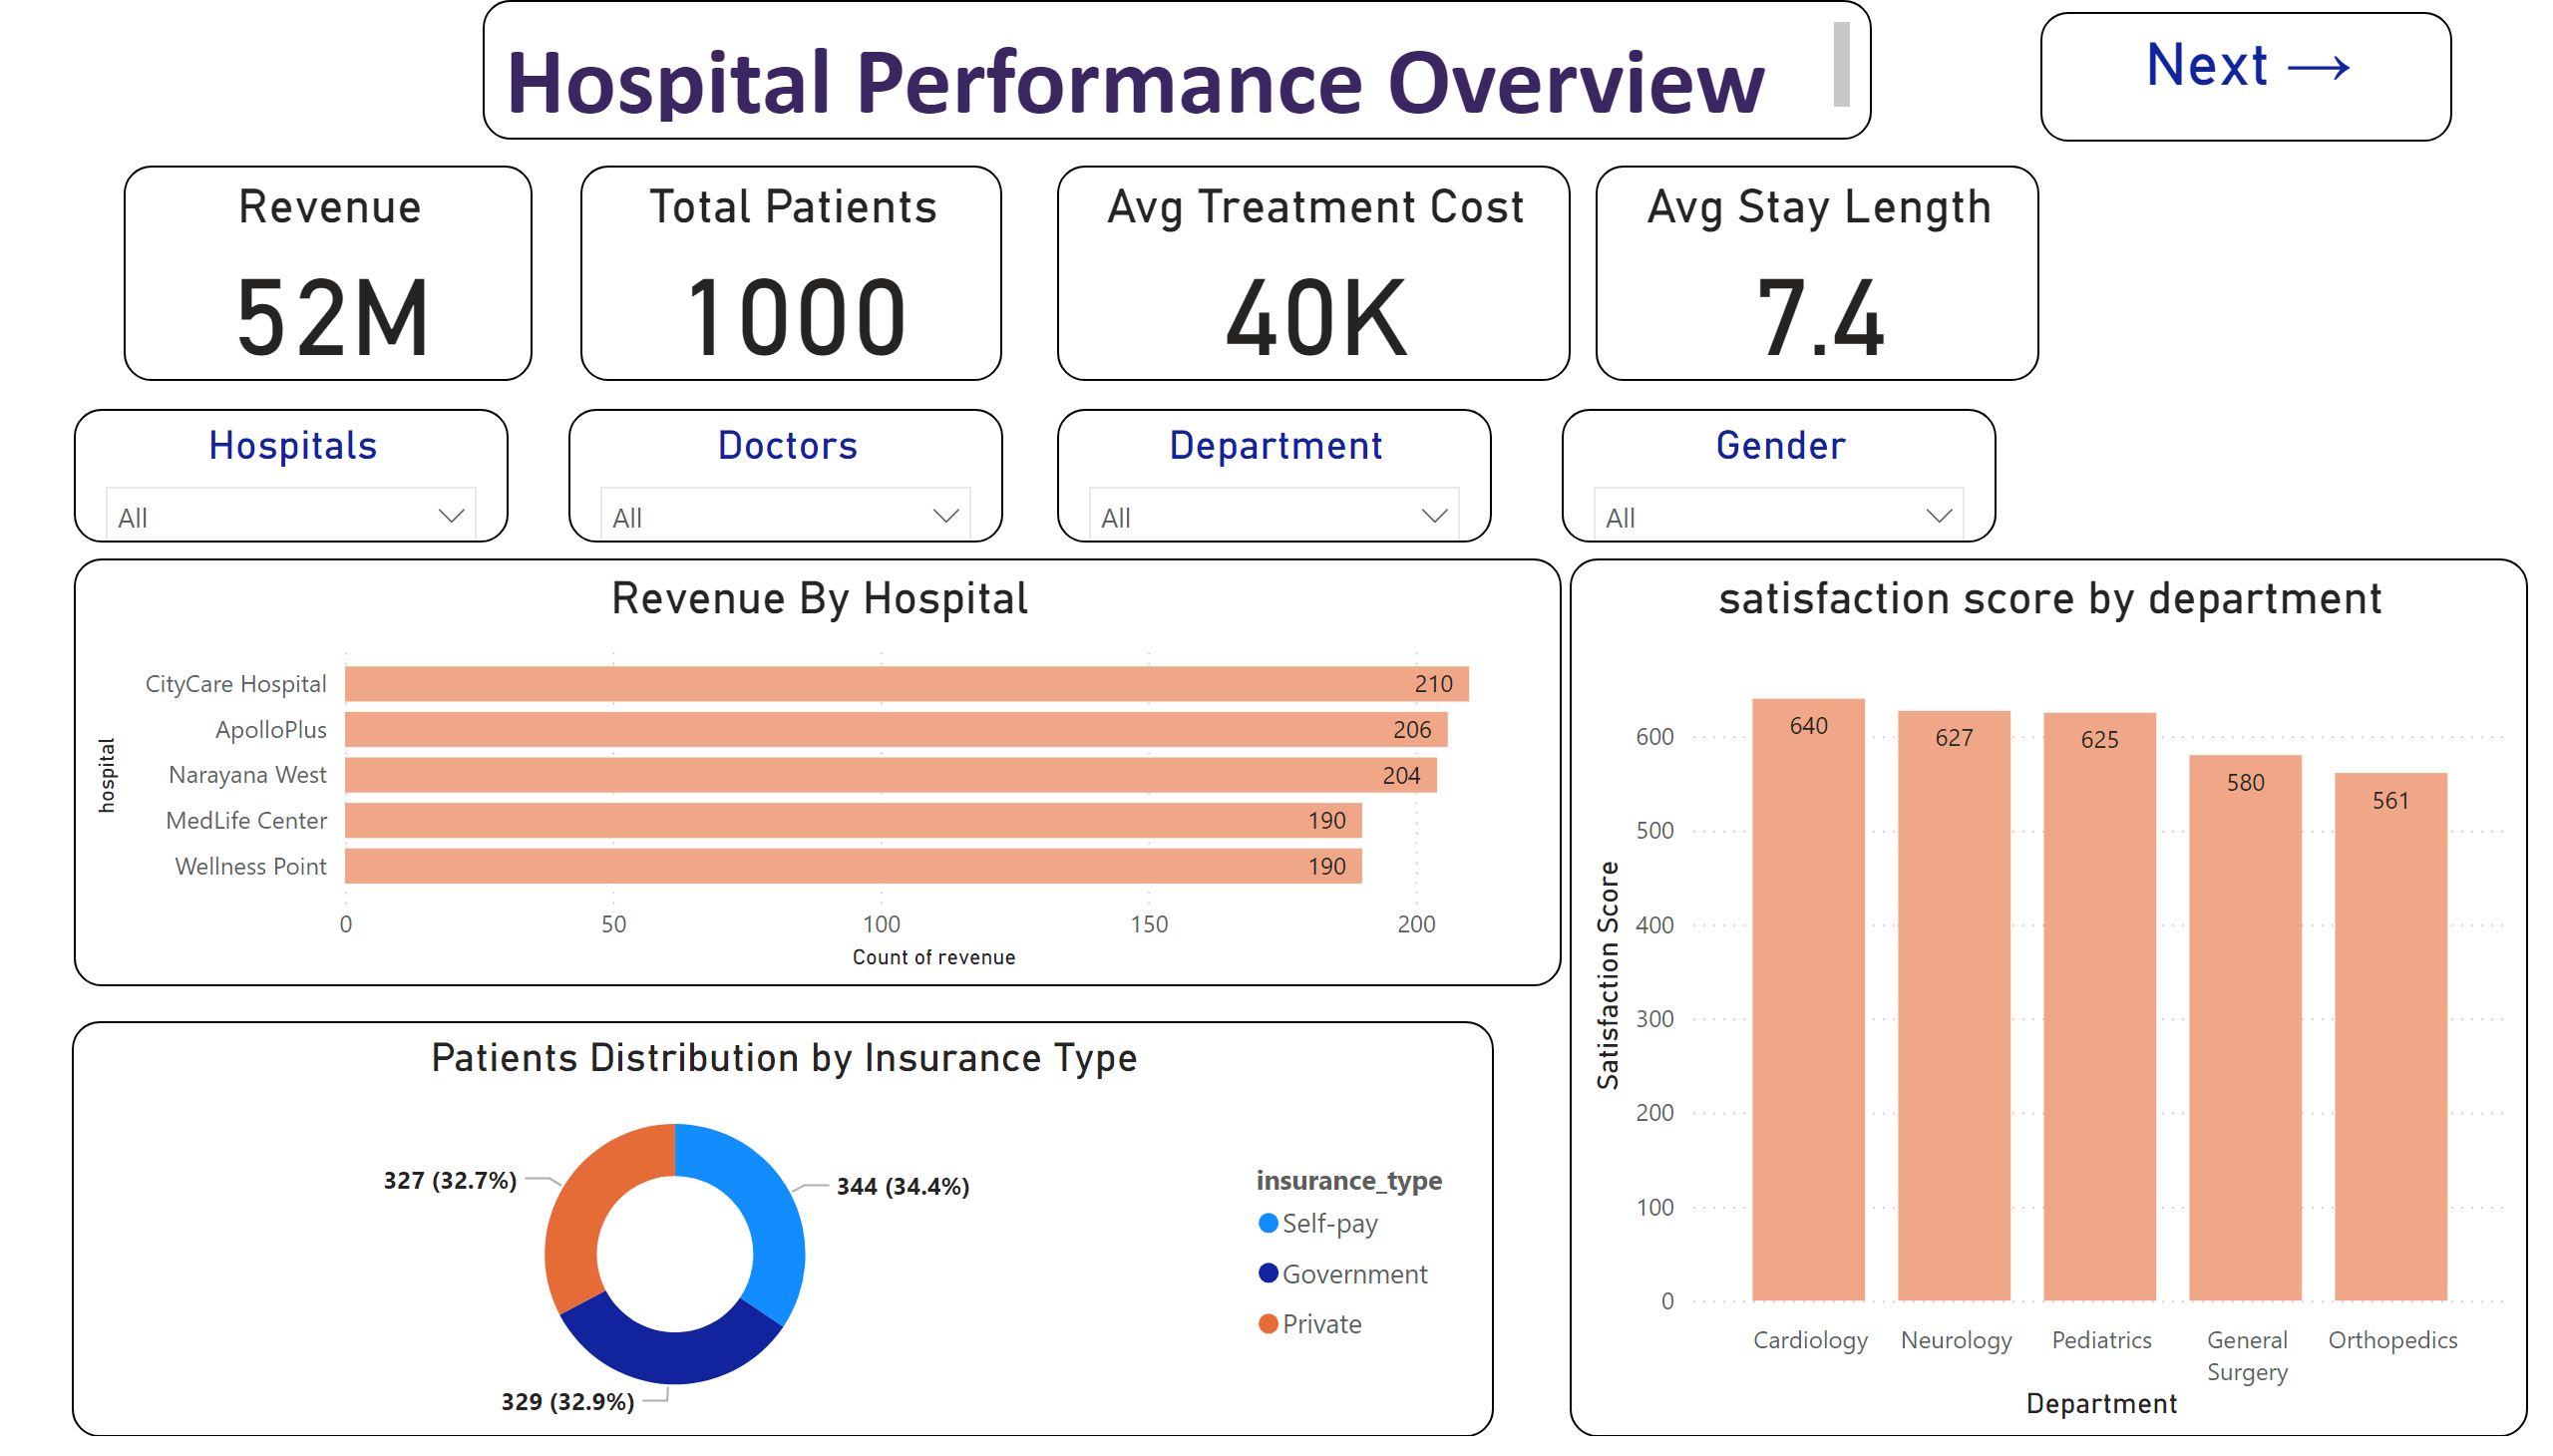 Hospital Performance Overview
Next →
Revenue
52M
Total Patients
1000
Avg Treatment Cost
40K
Avg Stay Length
7.4
Hospitals
All
Doctors
All
Department
All
Gender
All
Revenue By Hospital
hospital
CityCare Hospital
210
ApolloPlus
206
Narayana West
204
MedLife Center
190
Wellness Point
190
0 50 100 150 200
Count of revenue
satisfaction score by department
Satisfaction Score
600
500
400
300
200
100
0
640
627
625
580
561
Cardiology
Neurology
Pediatrics
General
Surgery
Orthopedics
Department
Patients Distribution by Insurance Type
327 (32.7%)
344 (34.4%)
329 (32.9%)
insurance_type
Self-pay
Government
Private